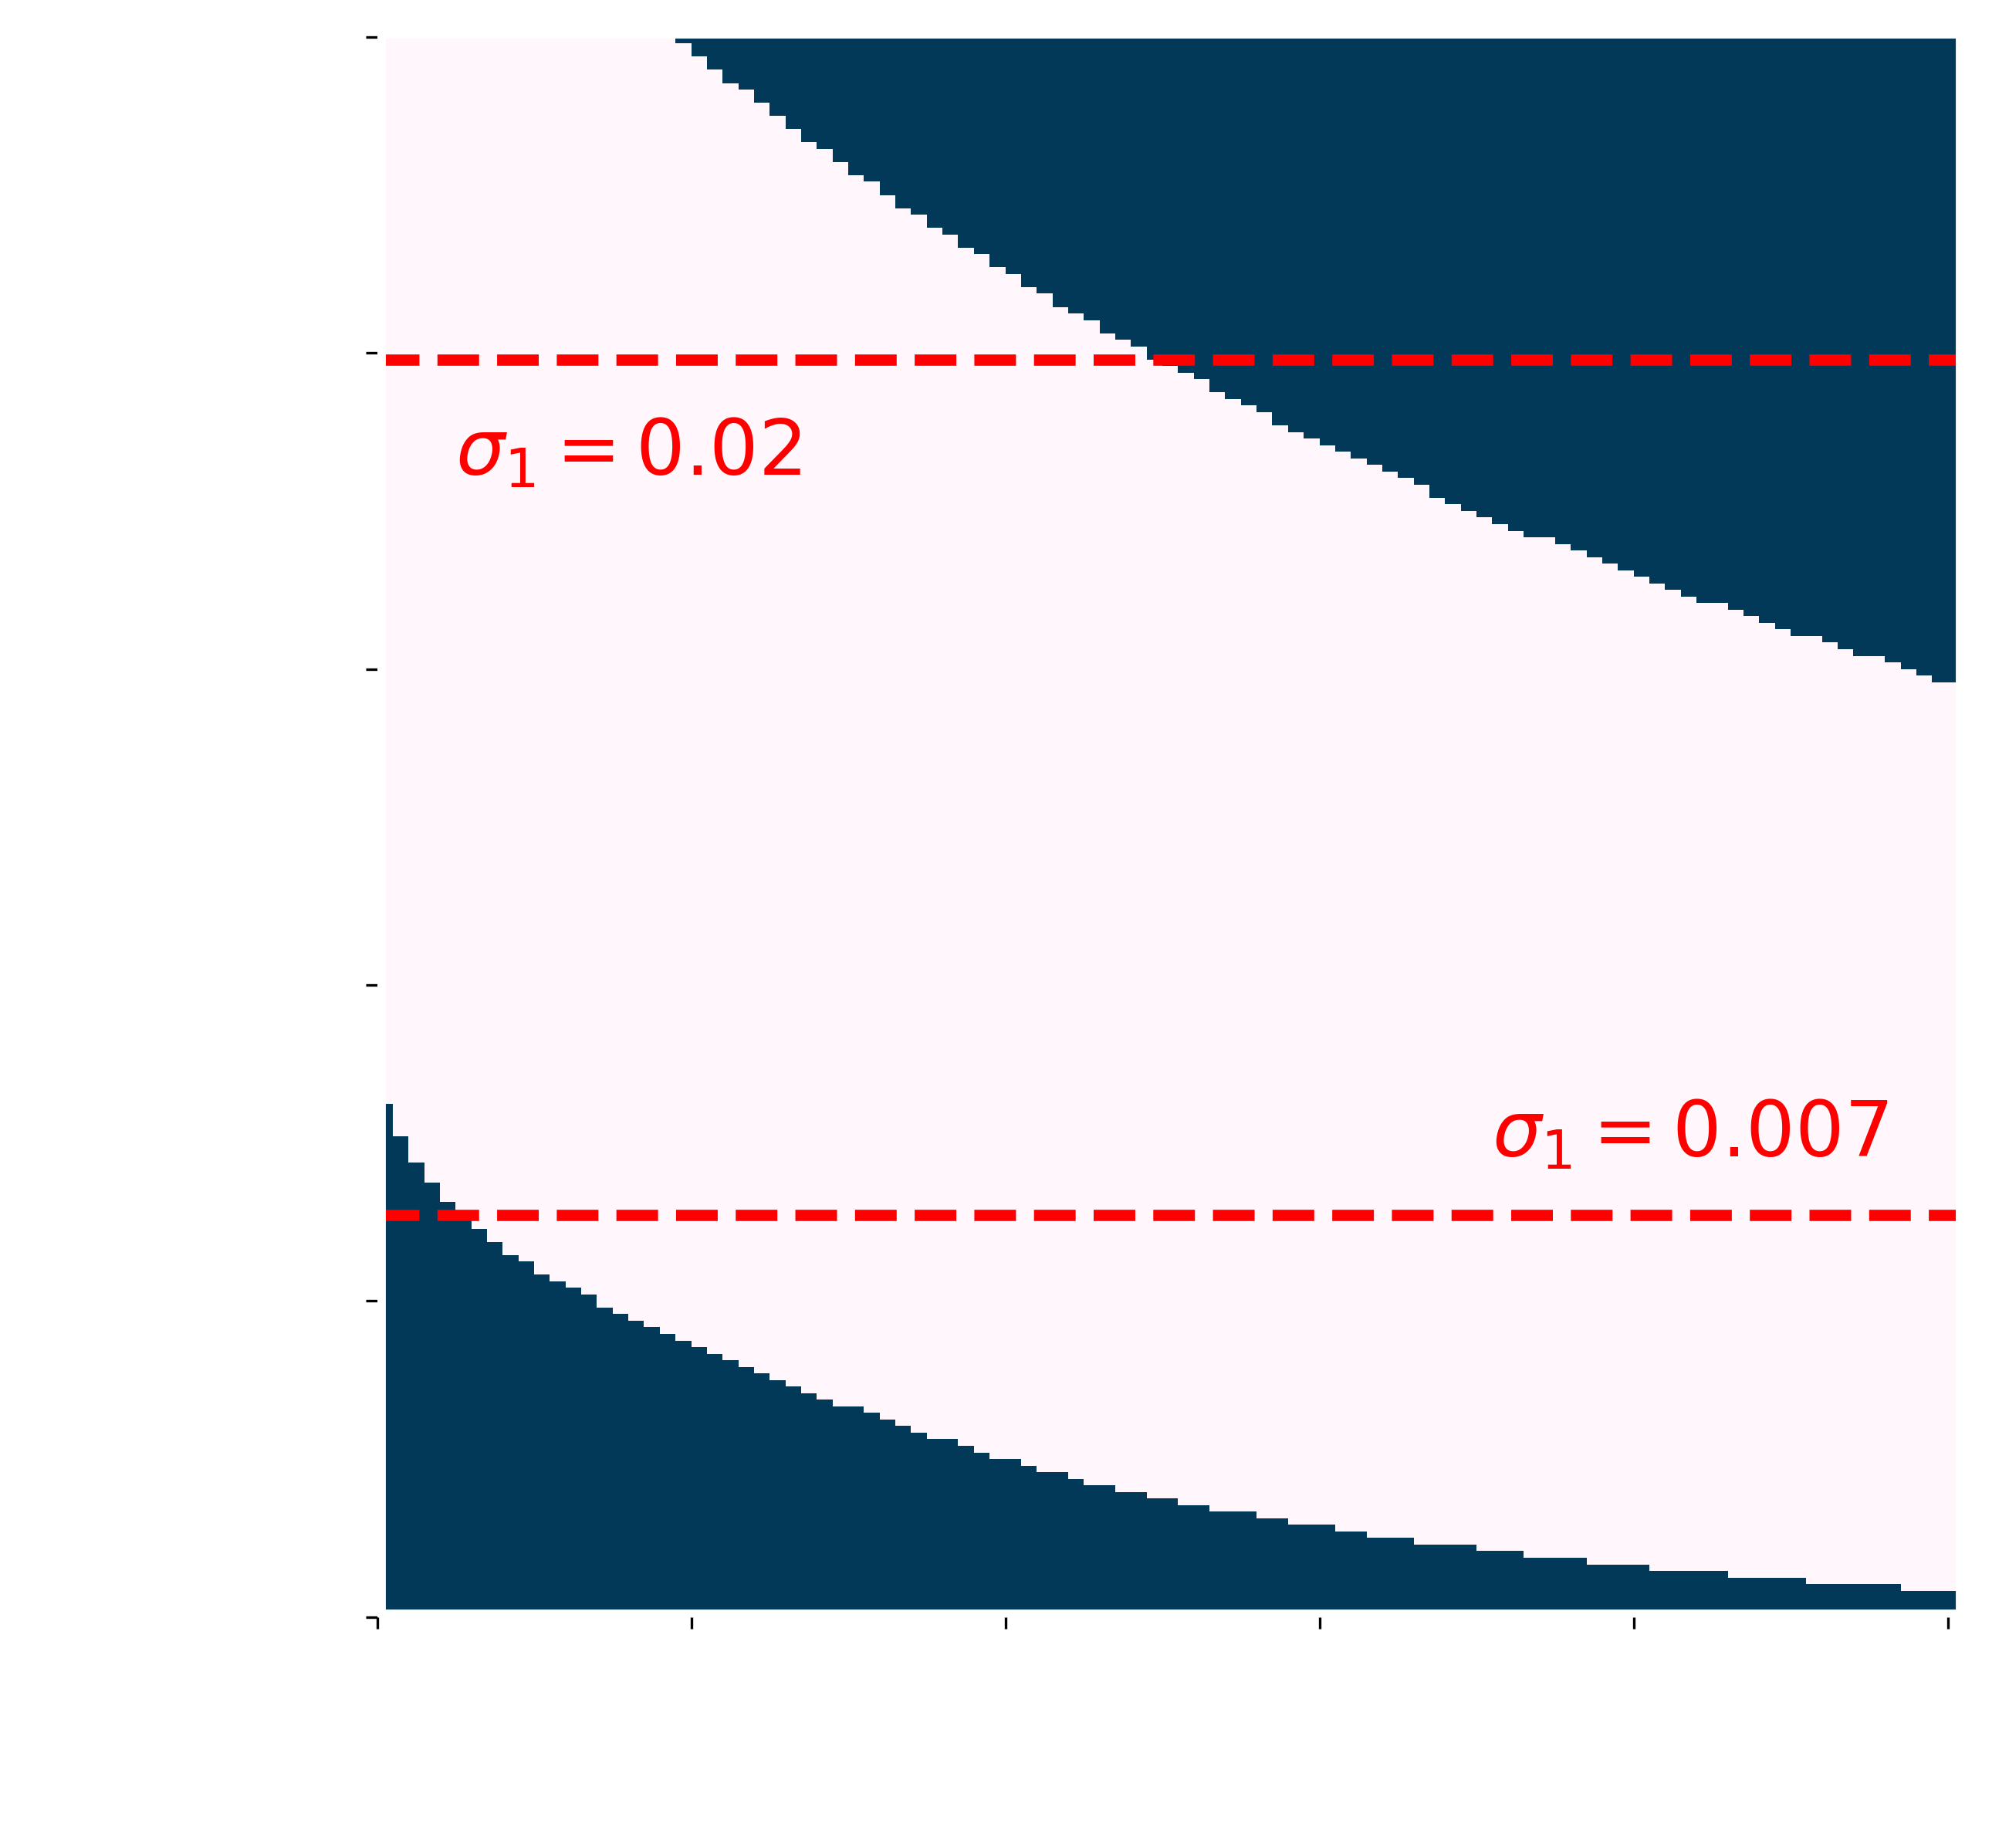 σ₁ = 0.02
σ₁ = 0.007